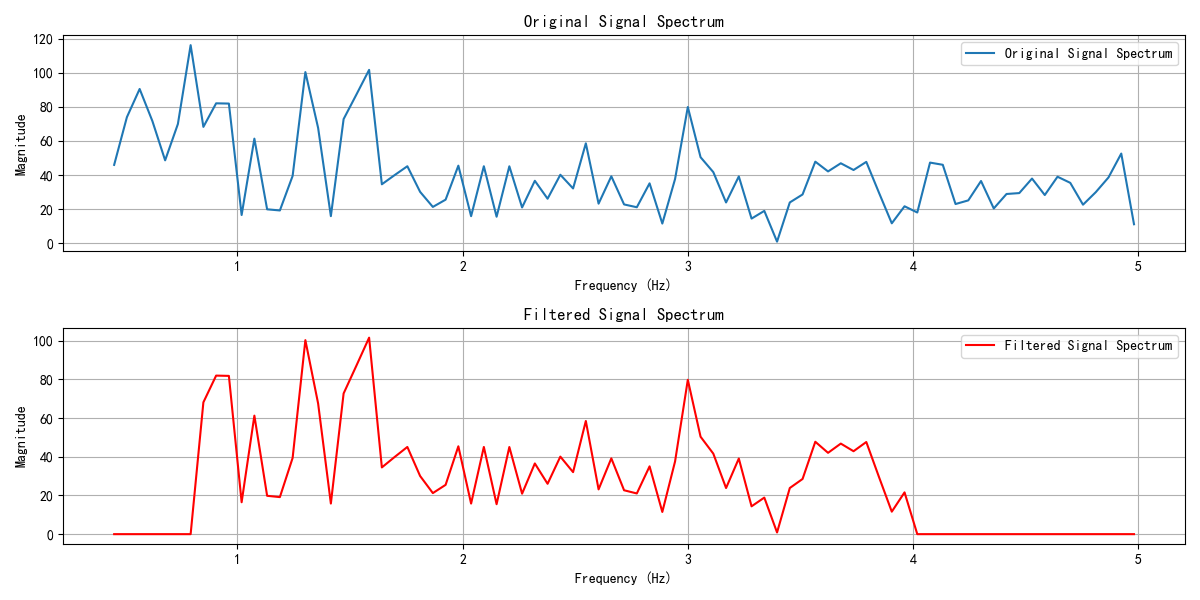 Original Signal Spectrum
120
100
80
60
40
20
0
Magnitude
Original Signal Spectrum
1
2
3
4
5
Frequency (Hz)
Filtered Signal Spectrum
100
80
60
40
20
0
Magnitude
Filtered Signal Spectrum
1
2
3
4
5
Frequency (Hz)